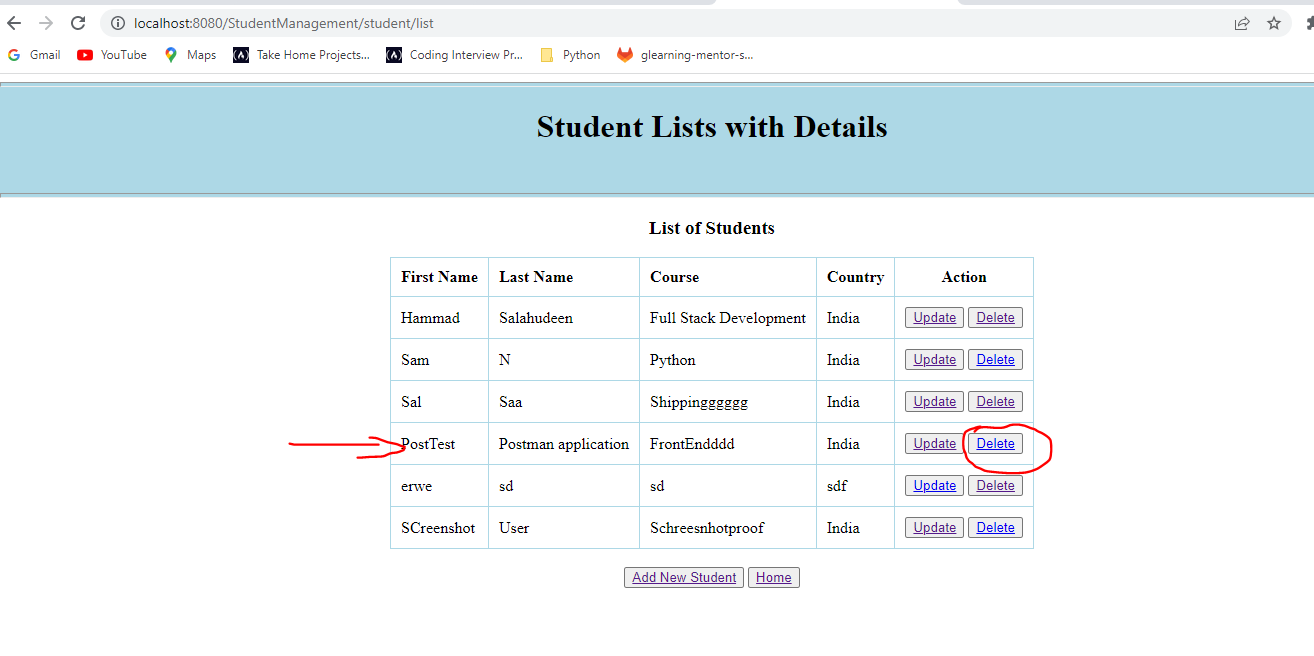 localhost:8080/StudentManagement/student/list
Gmail YouTube Maps Take Home Projects... Coding Interview Pr... Python glearning-mentor-s...
Student Lists with Details
List of Students
First Name Last Name Course Country Action
Hammad Salahudeen Full Stack Development India Update Delete
Sam N Python India Update Delete
Sal Saa Shippingggggg India Update Delete
PostTest Postman application FrontEndddd India Update Delete
erwe sd sd sdf Update Delete
SCreenshot User Schreesnhotproof India Update Delete
Add New Student Home